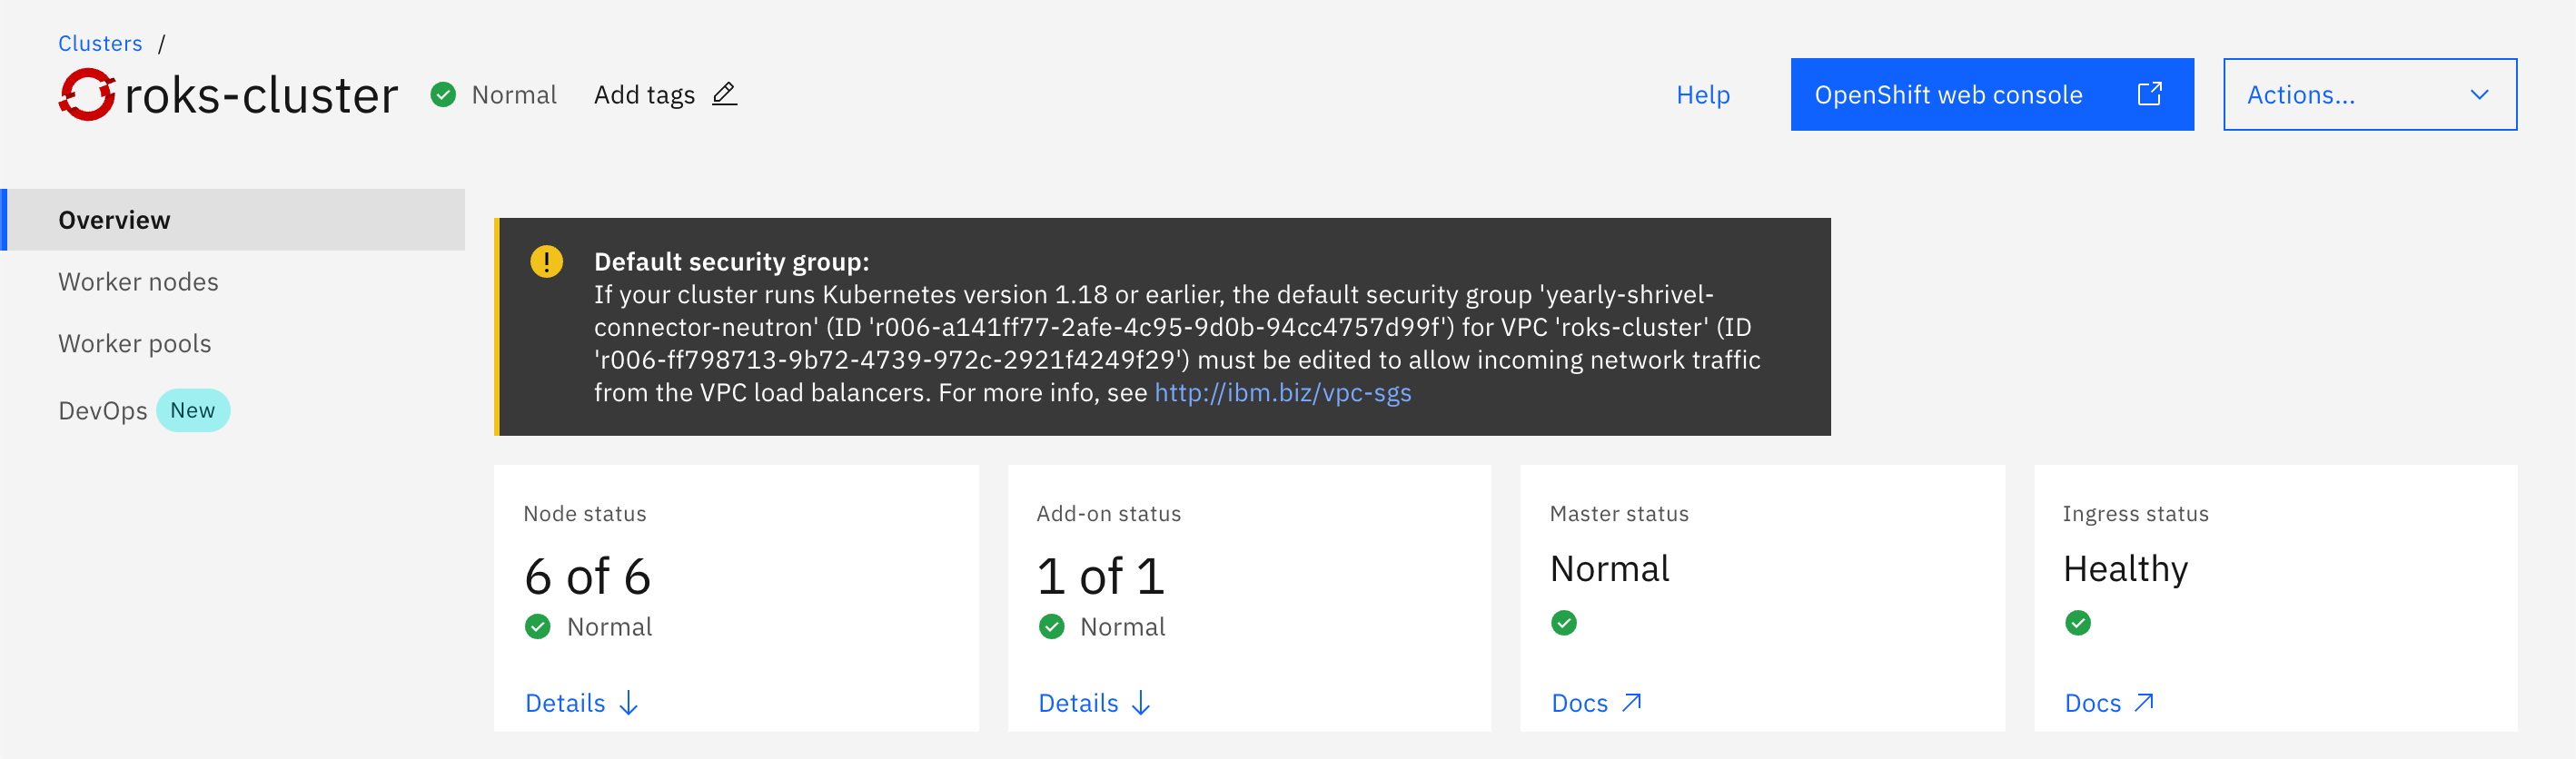 Clusters /
roks-cluster Normal Add tags
Help OpenShift web console Actions...
Overview
Worker nodes
Worker pools
DevOps New
Default security group:
If your cluster runs Kubernetes version 1.18 or earlier, the default security group 'yearly-shrivel-
connector-neutron' (ID 'r006-a141ff77-2afe-4c95-9d0b-94cc4757d99f') for VPC 'roks-cluster' (ID
'r006-ff798713-9b72-4739-972c-2921f4249f29') must be edited to allow incoming network traffic
from the VPC load balancers. For more info, see http://ibm.biz/vpc-sgs
Node status
6 of 6
Normal
Details
Add-on status
1 of 1
Normal
Details
Master status
Normal
Docs
Ingress status
Healthy
Docs